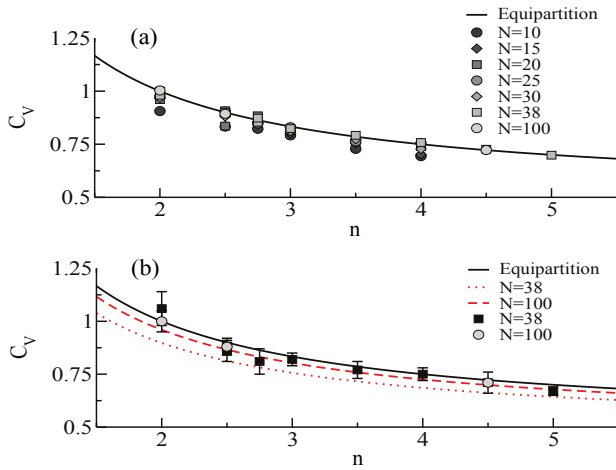 (a)
Equipartition
N=10
N=15
N=20
N=25
N=30
N=38
N=100
1.25
1
0.75
0.5
C_V
2
3
4
5
n
(b)
Equipartition
N=38
N=100
N=38
N=100
1.25
1
0.75
0.5
C_V
2
3
4
5
n